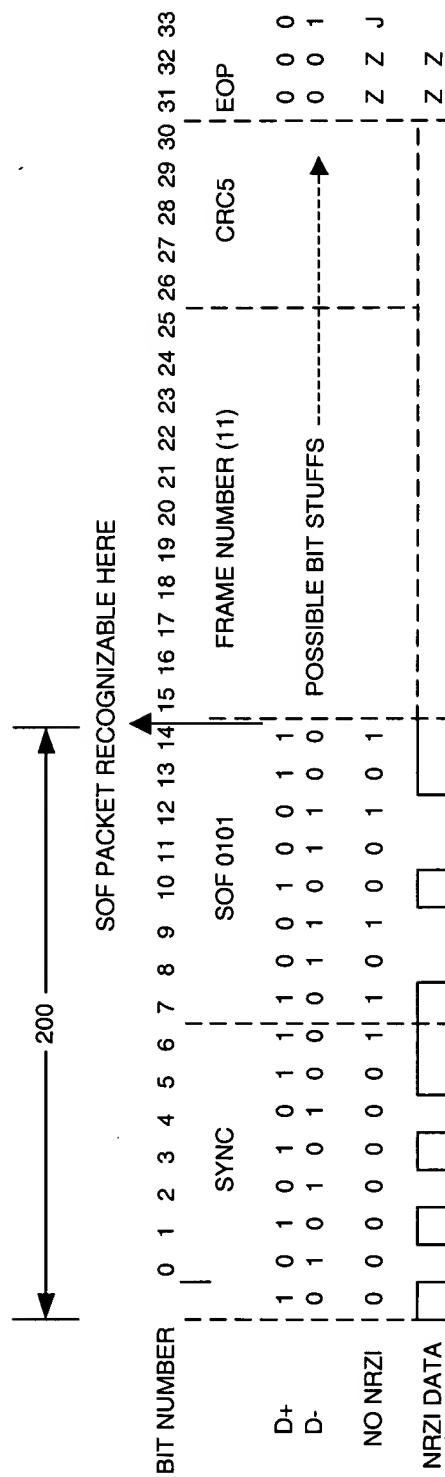 200
SOF PACKET RECOGNIZABLE HERE
BIT NUMBER 0 1 2 3 4 5 6 7 8 9 10 11 12 13 14 15 16 17 18 19 20 21 22 23 24 25 26 27 28 29 30 31 32 33
SYNC SOF 0101 FRAME NUMBER (11) CRC5 EOP
D+ 1 0 1 0 1 0 1 1 1 0 0 1 0 0 1 1 0 0 0
D- 0 1 0 1 0 1 0 0 0 1 1 0 1 1 0 0 POSSIBLE BIT STUFFS 0 0 1
NO NRZI 0 0 0 0 0 0 0 1 1 0 1 0 0 1 0 1 Z Z J
NRZI DATA Z Z